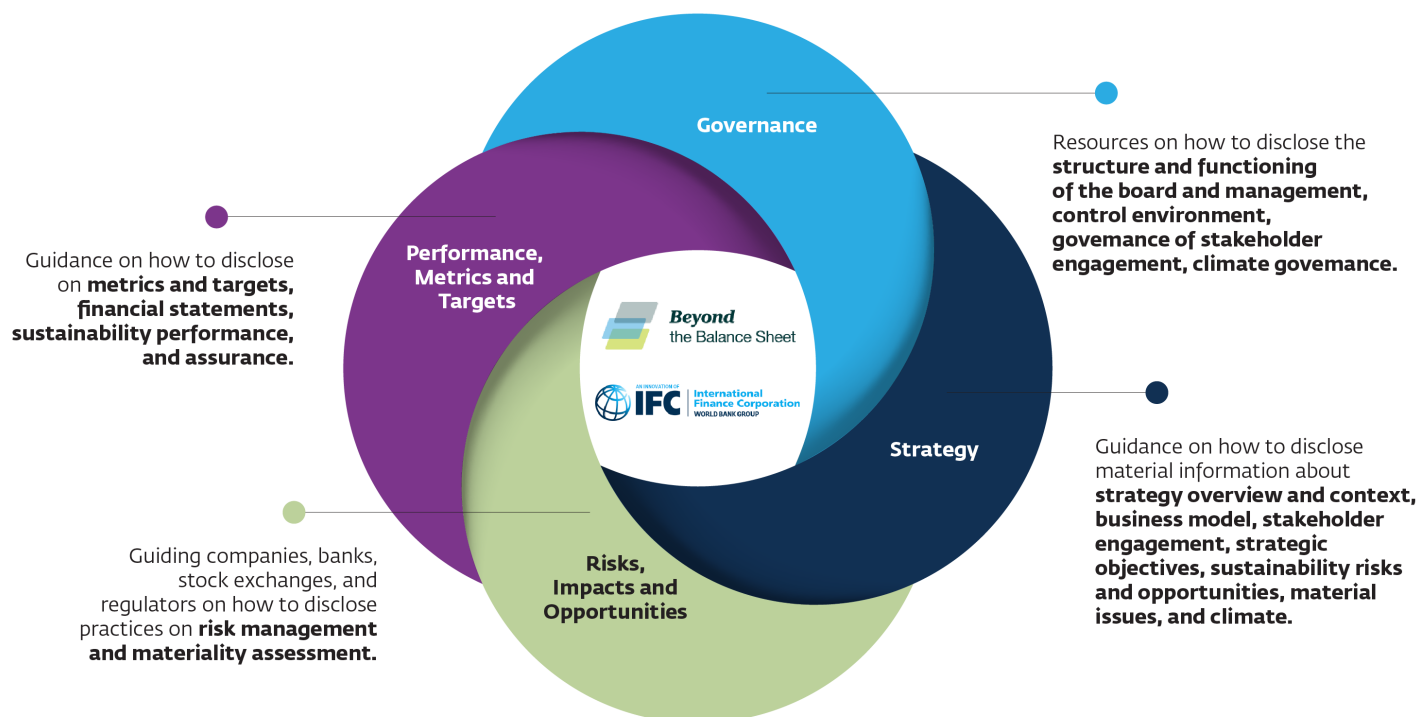 Governance
Resources on how to disclose the
structure and functioning
of the board and management,
control environment,
governance of stakeholder
engagement, climate governance.
Strategy
Guidance on how to disclose
material information about
strategy overview and context,
business model, stakeholder
engagement, strategic
objectives, sustainability risks
and opportunities, material
issues, and climate.
Risks,
Impacts and
Opportunities
Guiding companies, banks,
stock exchanges, and
regulators on how to disclose
practices on risk management
and materiality assessment.
Performance,
Metrics and
Targets
Guidance on how to disclose
on metrics and targets,
financial statements,
sustainability performance,
and assurance.
Beyond
the Balance Sheet
AN INNOVATION OF
IFC
International
Finance Corporation
WORLD BANK GROUP